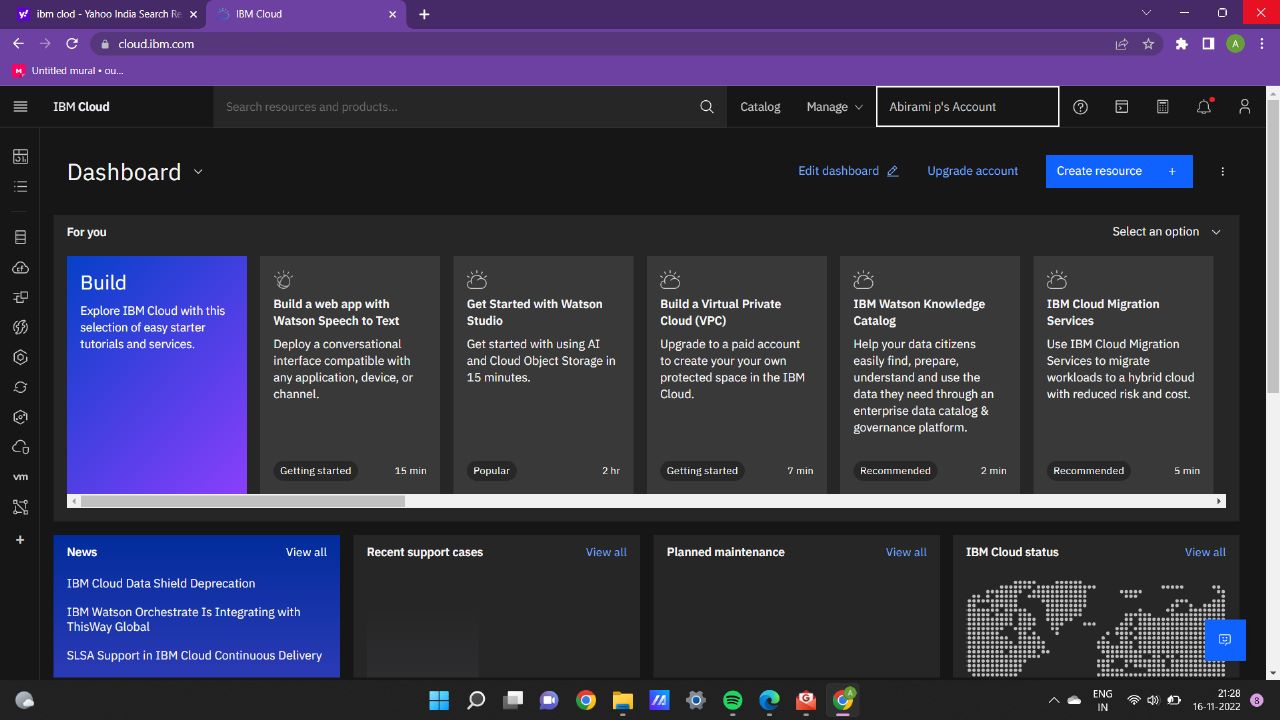 ibm clod - Yahoo India Search Re
IBM Cloud
cloud.ibm.com
A
Untitled mural • ou...
IBM Cloud
Search resources and products...
Catalog
Manage
Abirami p's Account
Dashboard
Edit dashboard
Upgrade account
Create resource +
For you
Select an option
Build
Explore IBM Cloud with this
selection of easy starter
tutorials and services.
Build a web app with
Watson Speech to Text
Deploy a conversational
interface compatible with
any application, device, or
channel.
Getting started
15 min
Get Started with Watson
Studio
Get started with using AI
and Cloud Object Storage in
15 minutes.
Popular
2 hr
Build a Virtual Private
Cloud (VPC)
Upgrade to a paid account
to create your your own
protected space in the IBM
Cloud.
Getting started
7 min
IBM Watson Knowledge
Catalog
Help your data citizens
easily find, prepare,
understand and use the
data they need through an
enterprise data catalog &
governance platform.
Recommended
2 min
IBM Cloud Migration
Services
Use IBM Cloud Migration
Services to migrate
workloads to a hybrid cloud
with reduced risk and cost.
Recommended
5 min
vm
News
View all
IBM Cloud Data Shield Deprecation
IBM Watson Orchestrate Is Integrating with
ThisWay Global
SLSA Support in IBM Cloud Continuous Delivery
Recent support cases
View all
Planned maintenance
View all
IBM Cloud status
View all
ENG
IN
21:28
16-11-2022
8